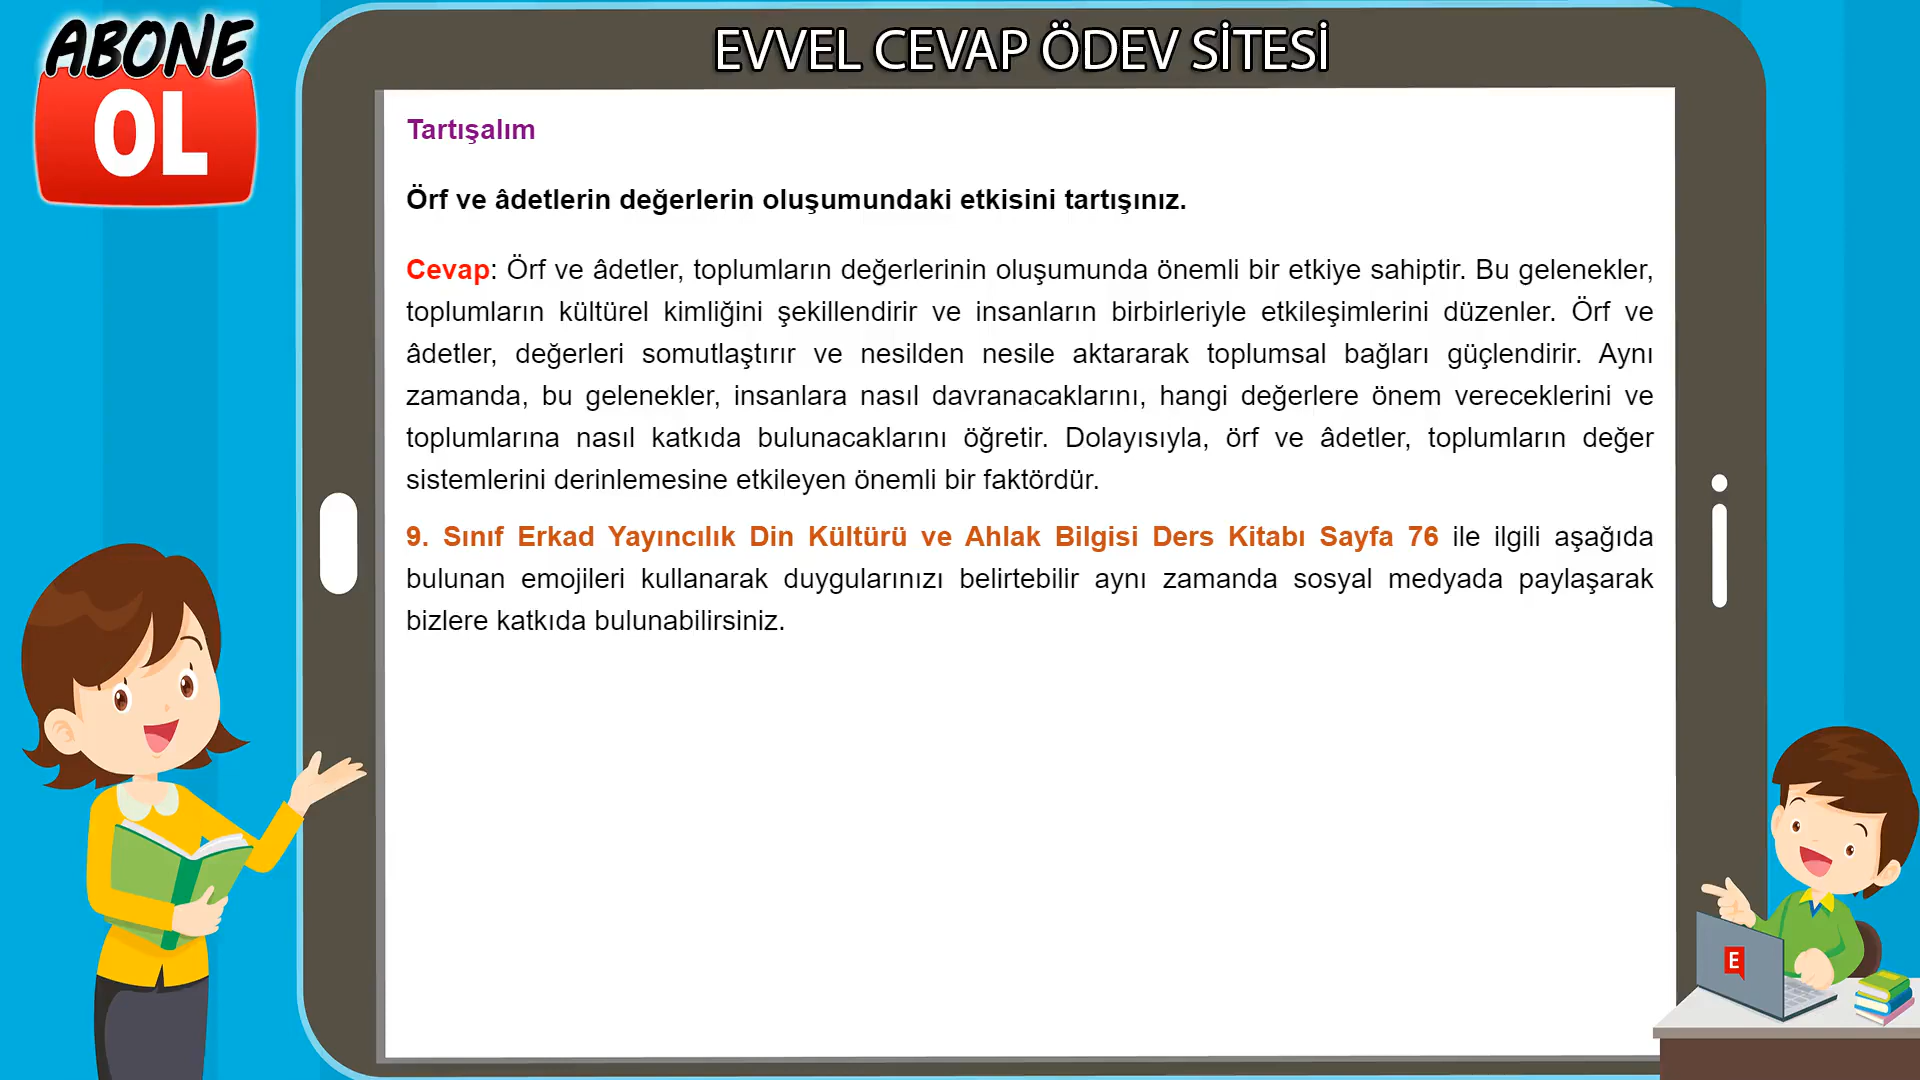 ABONE
OL
EVVEL CEVAP ÖDEV SİTESİ
Tartışalım
Örf ve âdetlerin değerlerin oluşumundaki etkisini tartışınız.
Cevap: Örf ve âdetler, toplumların değerlerinin oluşumunda önemli bir etkiye sahiptir. Bu gelenekler,
toplumların kültürel kimliğini şekillendirir ve insanların birbirleriyle etkileşimlerini düzenler. Örf ve
âdetler, değerleri somutlaştırır ve nesilden nesile aktararak toplumsal bağları güçlendirir. Aynı
zamanda, bu gelenekler, insanlara nasıl davranacaklarını, hangi değerlere önem vereceklerini ve
toplumlarına nasıl katkıda bulunacaklarını öğretir. Dolayısıyla, örf ve âdetler, toplumların değer
sistemlerini derinlemesine etkileyen önemli bir faktördür.
9. Sınıf Erkad Yayıncılık Din Kültürü ve Ahlak Bilgisi Ders Kitabı Sayfa 76 ile ilgili aşağıda
bulunan emojileri kullanarak duygularınızı belirtebilir aynı zamanda sosyal medyada paylaşarak
bizlere katkıda bulunabilirsiniz.
E